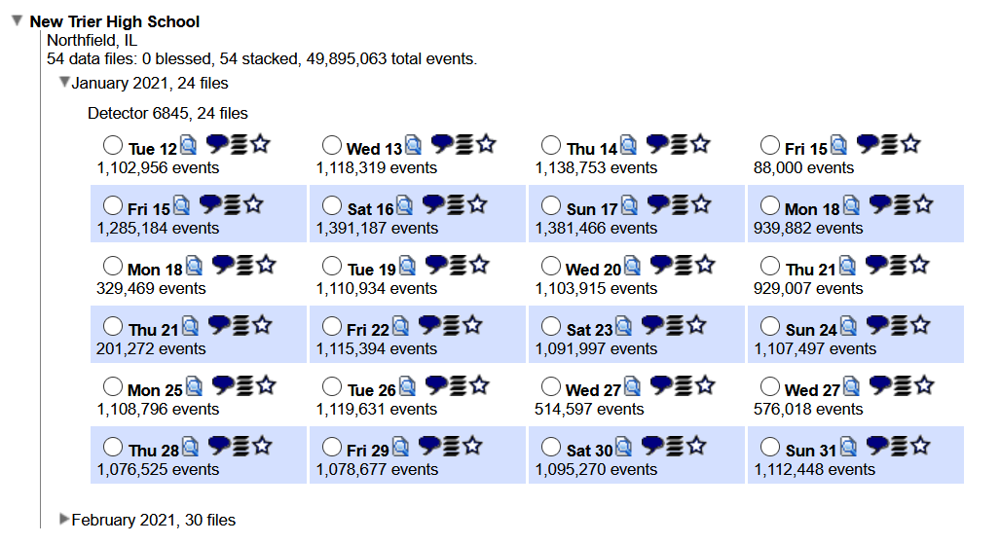 New Trier High School
Northfield, IL
54 data files: 0 blessed, 54 stacked, 49,895,063 total events.
January 2021, 24 files
Detector 6845, 24 files
Tue 12 Wed 13 Thu 14 Fri 15
1,102,956 events 1,118,319 events 1,138,753 events 88,000 events
Fri 15 Sat 16 Sun 17 Mon 18
1,285,184 events 1,391,187 events 1,381,466 events 939,882 events
Mon 18 Tue 19 Wed 20 Thu 21
329,469 events 1,110,934 events 1,103,915 events 929,007 events
Thu 21 Fri 22 Sat 23 Sun 24
201,272 events 1,115,394 events 1,091,997 events 1,107,497 events
Mon 25 Tue 26 Wed 27 Wed 27
1,108,796 events 1,119,631 events 514,597 events 576,018 events
Thu 28 Fri 29 Sat 30 Sun 31
1,076,525 events 1,078,677 events 1,095,270 events 1,112,448 events
February 2021, 30 files